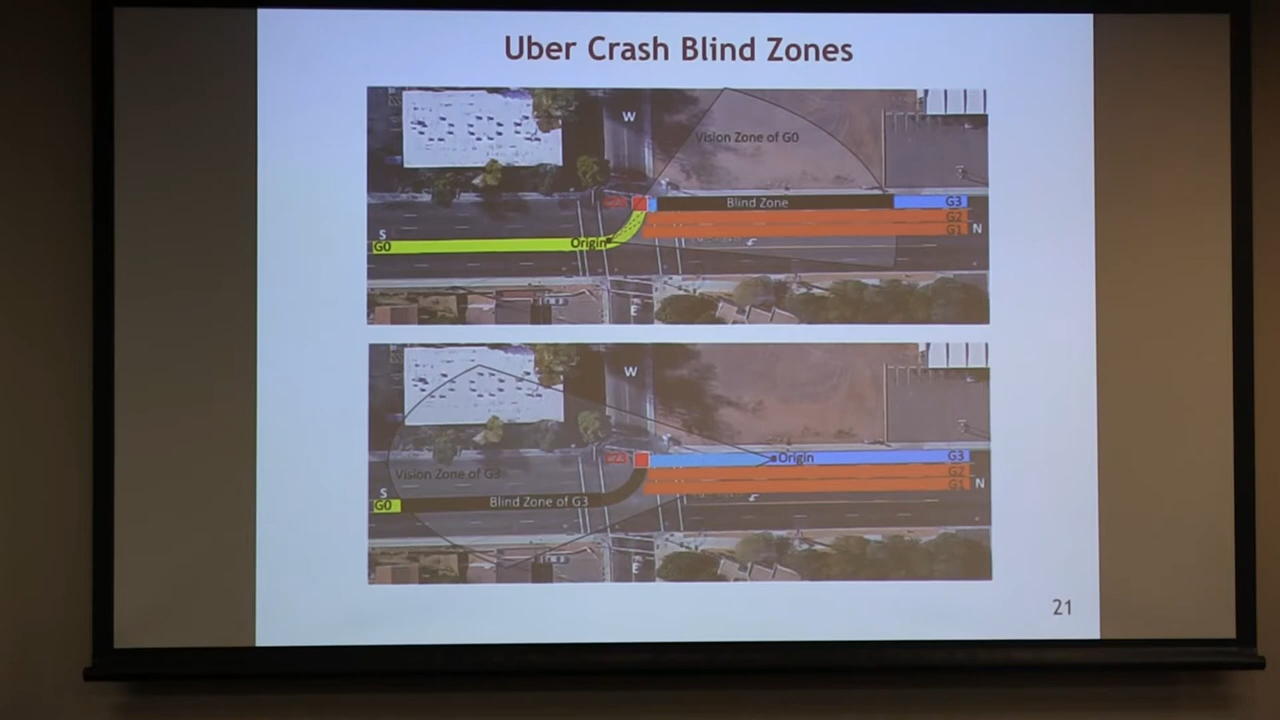 Uber Crash Blind Zones
W
Vision Zone of G0
Blind Zone
G3
G2
G1
N
S
G0
Origin
E
W
Origin
G3
G2
G1
N
Vision Zone of G3
S
G0
Blind Zone of G3
E
21